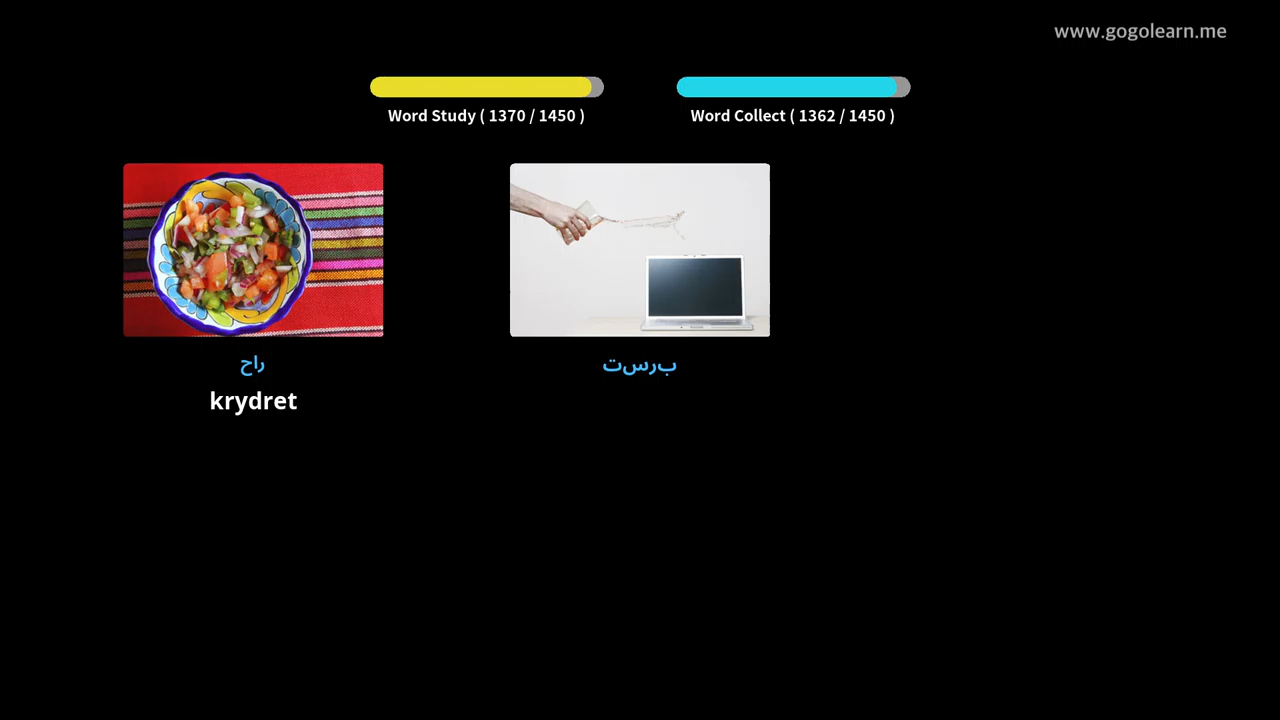 www.gogolearn.me
Word Study ( 1370 / 1450 )
Word Collect ( 1362 / 1450 )
راح
برست
krydret